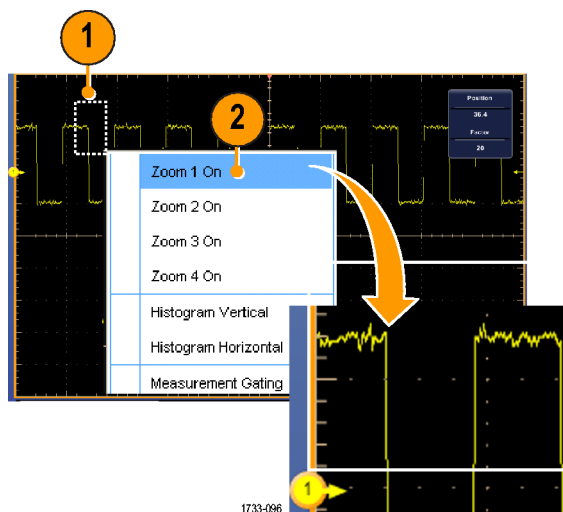 1
2
Position
36.4
Factor
20
Zoom 1 On
Zoom 2 On
Zoom 3 On
Zoom 4 On
Histogram Vertical
Histogram Horizontal
Measurement Gating
1
1733-096